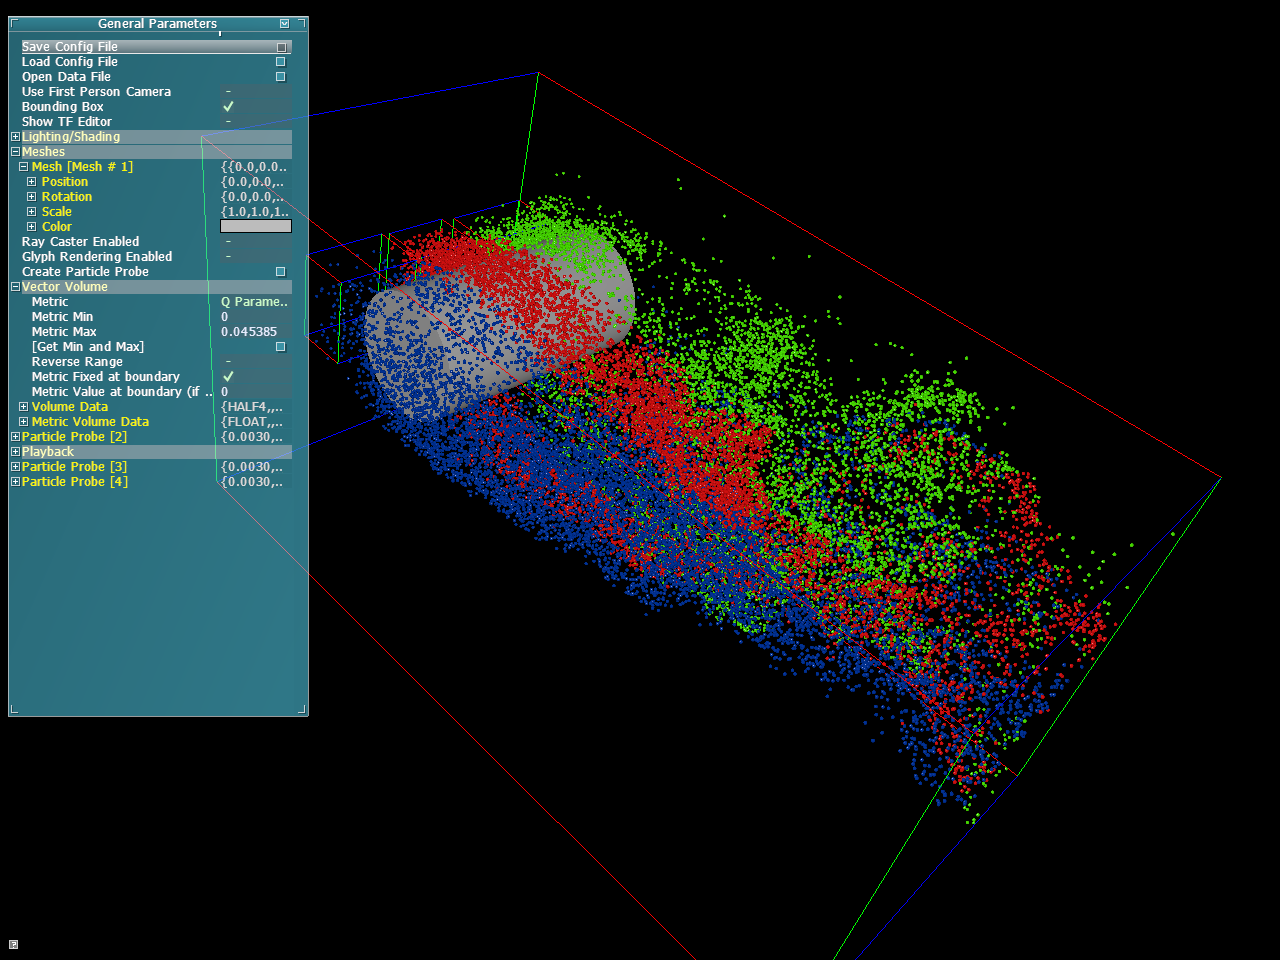 General Parameters
Save Config File
Load Config File
Open Data File
Use First Person Camera -
Bounding Box ✓
Show TF Editor -
Lighting/Shading
Meshes
Mesh [Mesh # 1] {{0.0,0.0..
Position {0.0,0.0,..
Rotation {0.0,0.0,..
Scale {1.0,1.0,1..
Color
Ray Caster Enabled -
Glyph Rendering Enabled -
Create Particle Probe
Vector Volume
Metric Q Parame..
Metric Min 0
Metric Max 0.045385
[Get Min and Max]
Reverse Range -
Metric Fixed at boundary ✓
Metric Value at boundary (if .. 0
Volume Data {HALF4,,..
Metric Volume Data {FLOAT,,..
Particle Probe [2] {0.0030,..
Playback
Particle Probe [3] {0.0030,..
Particle Probe [4] {0.0030,..
?